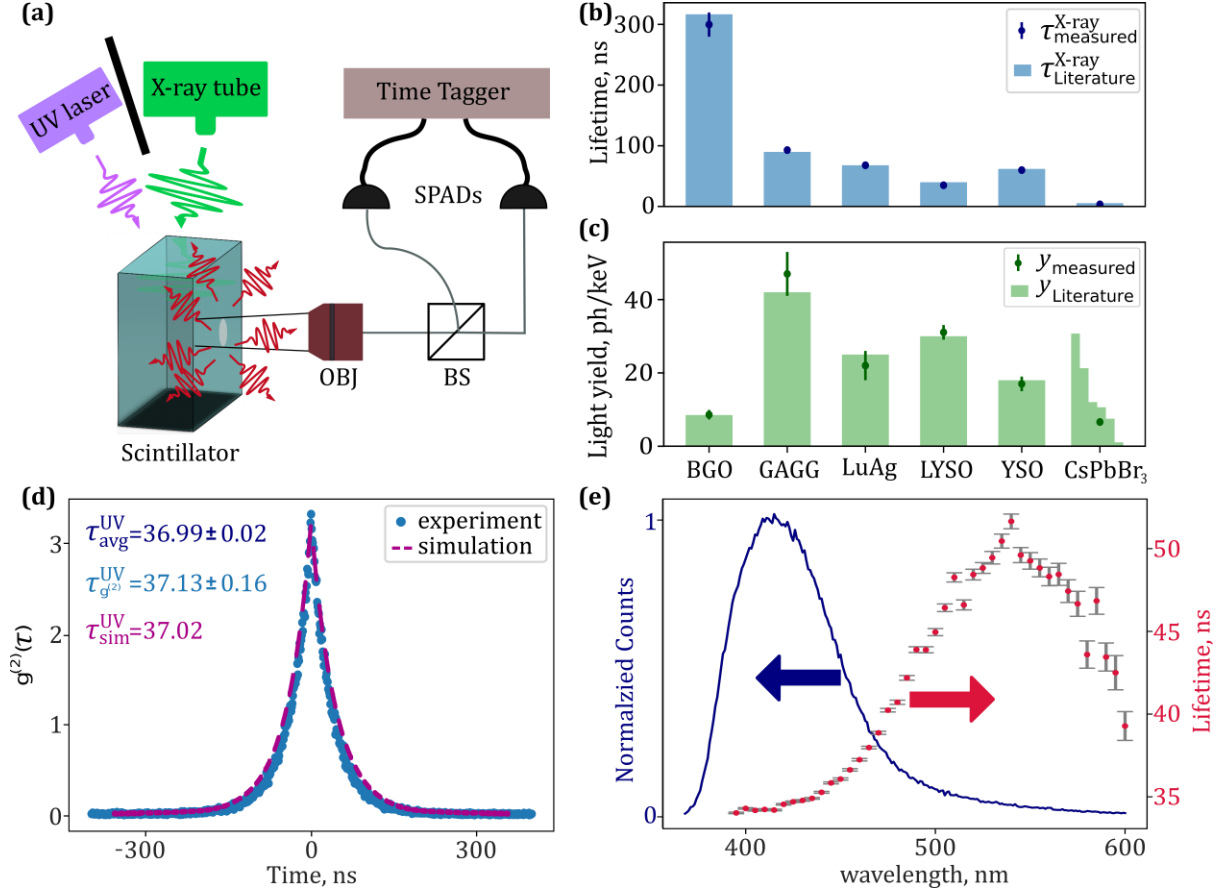 (a)
UV laser
X-ray tube
Time Tagger
SPADs
OBJ
BS
Scintillator
(b)
Lifetime, ns
300
200
100
0
τ^X-ray_measured
τ^X-ray_Literature
(c)
Light yield, ph/keV
40
20
0
y_measured
y_Literature
BGO GAGG LuAg LYSO YSO CsPbBr₃
(d)
τ^UV_avg=36.99±0.02
τ^UV_g⁽²⁾=37.13±0.16
τ^UV_sim=37.02
experiment
simulation
g⁽²⁾(τ)
3
2
1
0
-300 0 300
Time, ns
(e)
Normalzied Counts
1
0
Lifetime, ns
50
45
40
35
400 500 600
wavelength, nm